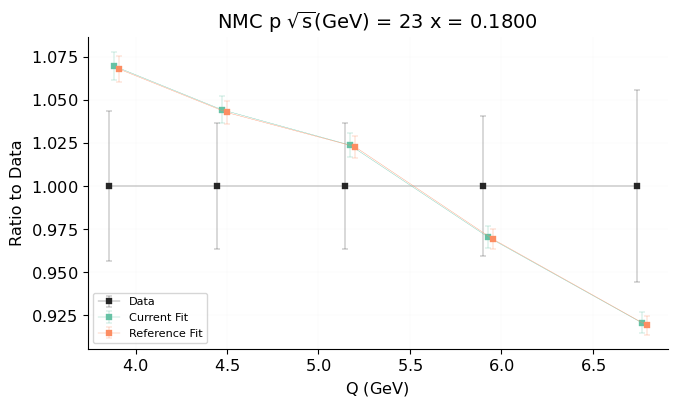 NMC p √s(GeV) = 23 x = 0.1800
Ratio to Data
1.075
1.050
1.025
1.000
0.975
0.950
0.925
Data
Current Fit
Reference Fit
4.0 4.5 5.0 5.5 6.0 6.5
Q (GeV)